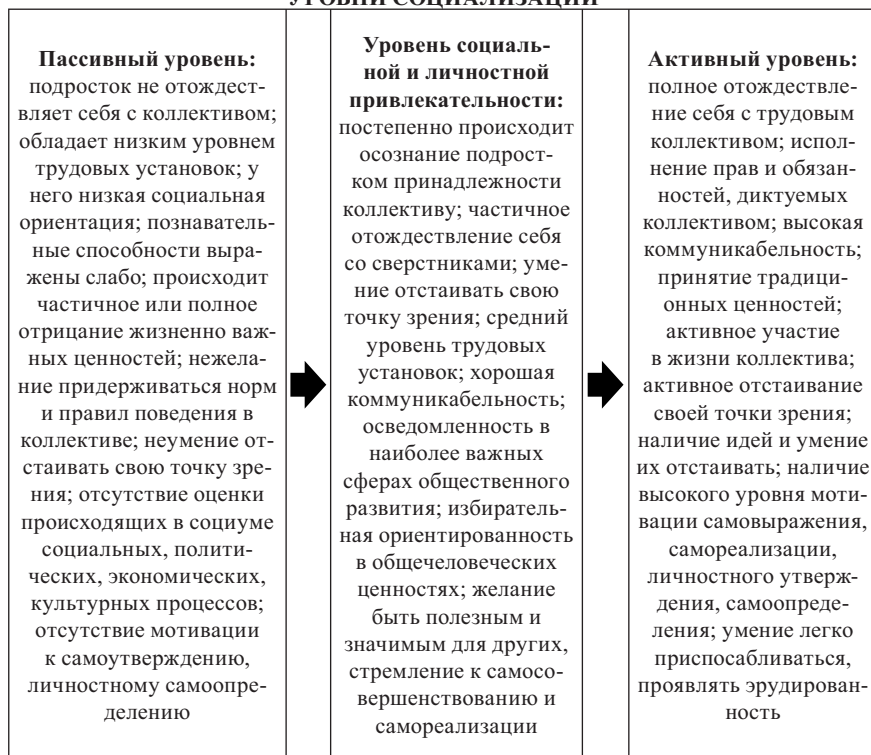 УРОВНИ СОЦИАЛИЗАЦИИ
Пассивный уровень:
подросток не отождест-
вляет себя с коллективом;
обладает низким уровнем
трудовых установок; у
него низкая социальная
ориентация; познаватель-
ные способности выра-
жены слабо; происходит
частичное или полное
отрицание жизненно важ-
ных ценностей; нежела-
ние придерживаться норм
и правил поведения в
коллективе; неумение от-
стаивать свою точку зре-
ния; отсутствие оценки
происходящих в социуме
социальных, полити-
ческих, экономических,
культурных процессов;
отсутствие мотивации
к самоутверждению,
личностному самоопре-
делению
Уровень социаль-
ной и личностной
привлекательности:
постепенно происходит
осознание подрост-
ком принадлежности
коллективу; частичное
отождествление себя
со сверстниками; уме-
ние отстаивать свою
точку зрения; средний
уровень трудовых
установок; хорошая
коммуникабельность;
осведомленность в
наиболее важных
сферах общественного
развития; избиратель-
ная ориентированность
в общечеловеческих
ценностях; желание
быть полезным и
значимым для других,
стремление к самосо-
вершенствованию и
самореализации
Активный уровень:
полное отождествле-
ние себя с трудовым
коллективом; испол-
нение прав и обязан-
ностей, диктуемых
коллективом; высокая
коммуникабельность;
принятие традици-
онных ценностей;
активное участие
в жизни коллектива;
активное отстаивание
своей точки зрения;
наличие идей и умение
их отстаивать; наличие
высокого уровня моти-
вации самовыражения,
самореализации,
личностного утверж-
дения, самоопреде-
ления; умение легко
приспосабливаться,
проявлять эрудирован-
ность